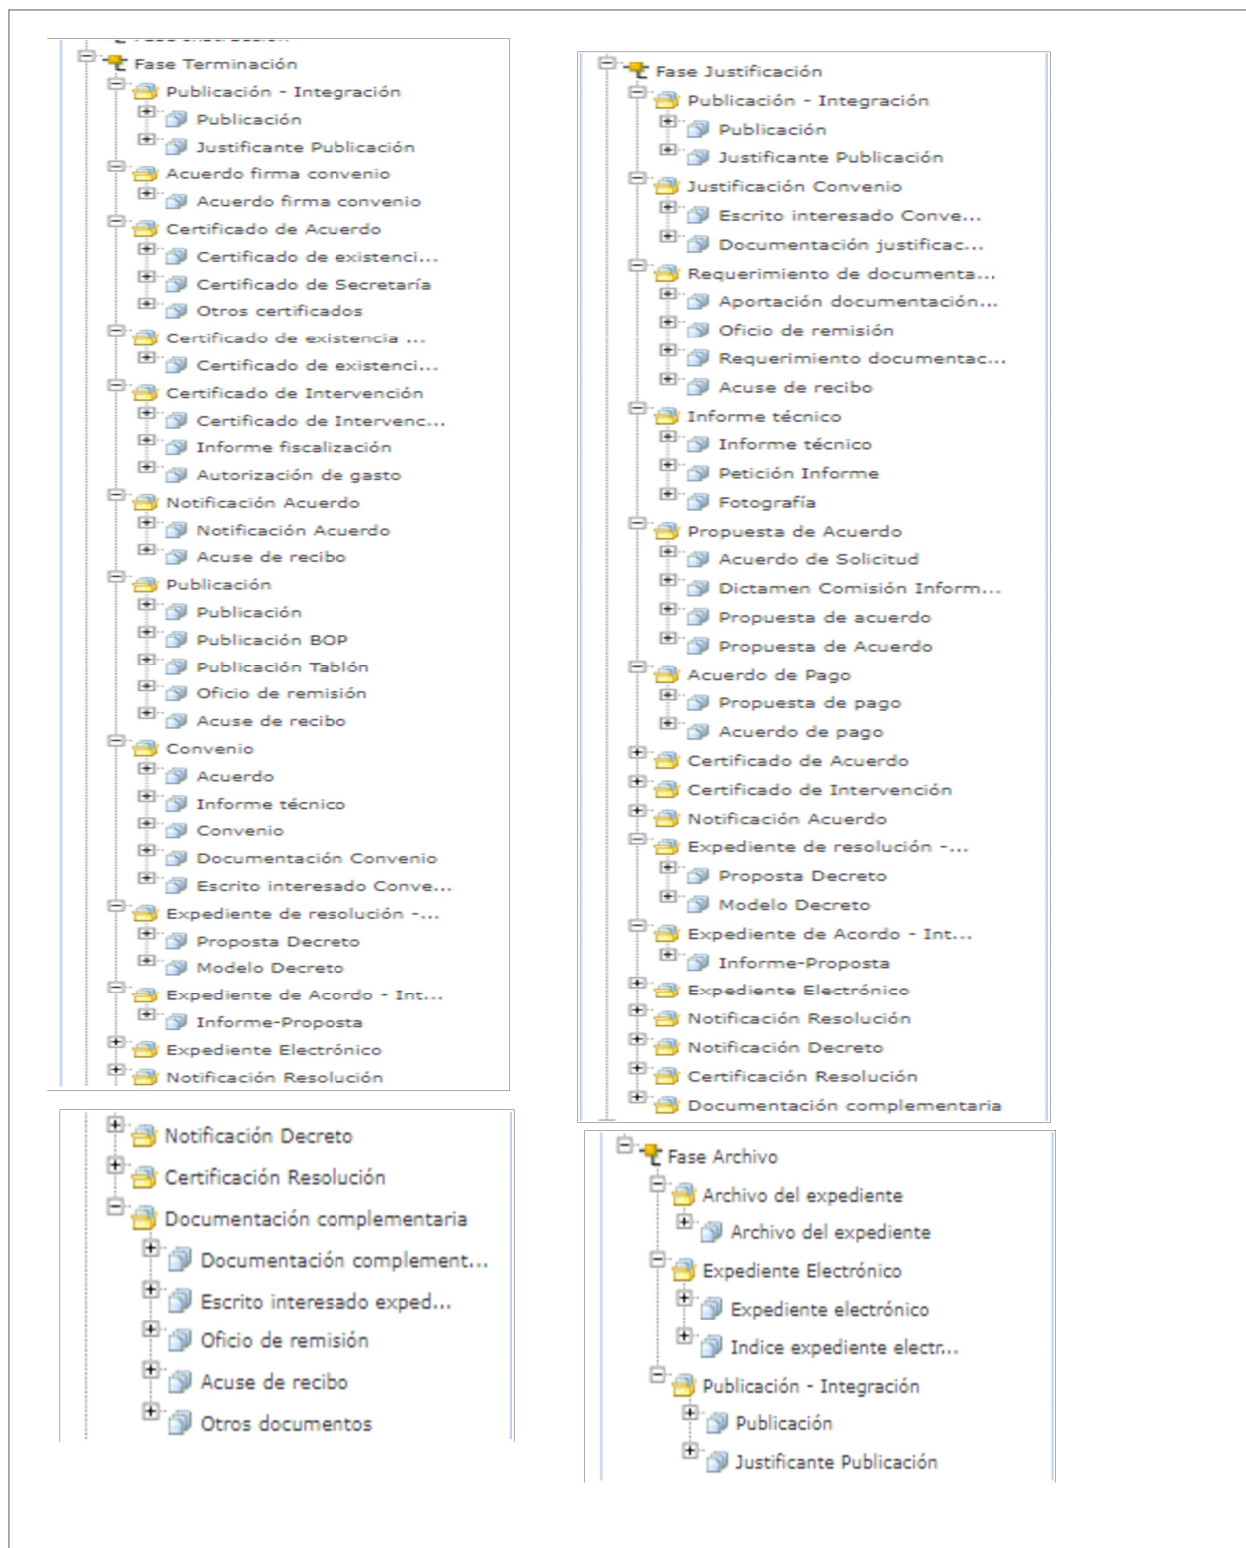 Fase Terminación
Publicación - Integración
Publicación
Justificante Publicación
Acuerdo firma convenio
Acuerdo firma convenio
Certificado de Acuerdo
Certificado de existenci...
Certificado de Secretaría
Otros certificados
Certificado de existencia ...
Certificado de existenci...
Certificado de Intervención
Certificado de Intervenc...
Informe fiscalización
Autorización de gasto
Notificación Acuerdo
Notificación Acuerdo
Acuse de recibo
Publicación
Publicación
Publicación BOP
Publicación Tablón
Oficio de remisión
Acuse de recibo
Convenio
Acuerdo
Informe técnico
Convenio
Documentación Convenio
Escrito interesado Conve...
Expediente de resolución -...
Proposta Decreto
Modelo Decreto
Expediente de Acordo - Int...
Informe-Proposta
Expediente Electrónico
Notificación Resolución
Notificación Decreto
Certificación Resolución
Documentación complementaria
Documentación complement...
Escrito interesado exped...
Oficio de remisión
Acuse de recibo
Otros documentos
Fase Justificación
Publicación - Integración
Publicación
Justificante Publicación
Justificación Convenio
Escrito interesado Conve...
Documentación justificac...
Requerimiento de documenta...
Aportación documentación...
Oficio de remisión
Requerimiento documentac...
Acuse de recibo
Informe técnico
Informe técnico
Petición Informe
Fotografía
Propuesta de Acuerdo
Acuerdo de Solicitud
Dictamen Comisión Inform...
Propuesta de acuerdo
Propuesta de Acuerdo
Acuerdo de Pago
Propuesta de pago
Acuerdo de pago
Certificado de Acuerdo
Certificado de Intervención
Notificación Acuerdo
Expediente de resolución -...
Proposta Decreto
Modelo Decreto
Expediente de Acordo - Int...
Informe-Proposta
Expediente Electrónico
Notificación Resolución
Notificación Decreto
Certificación Resolución
Documentación complementaria
Fase Archivo
Archivo del expediente
Archivo del expediente
Expediente Electrónico
Expediente electrónico
Indice expediente electr...
Publicación - Integración
Publicación
Justificante Publicación